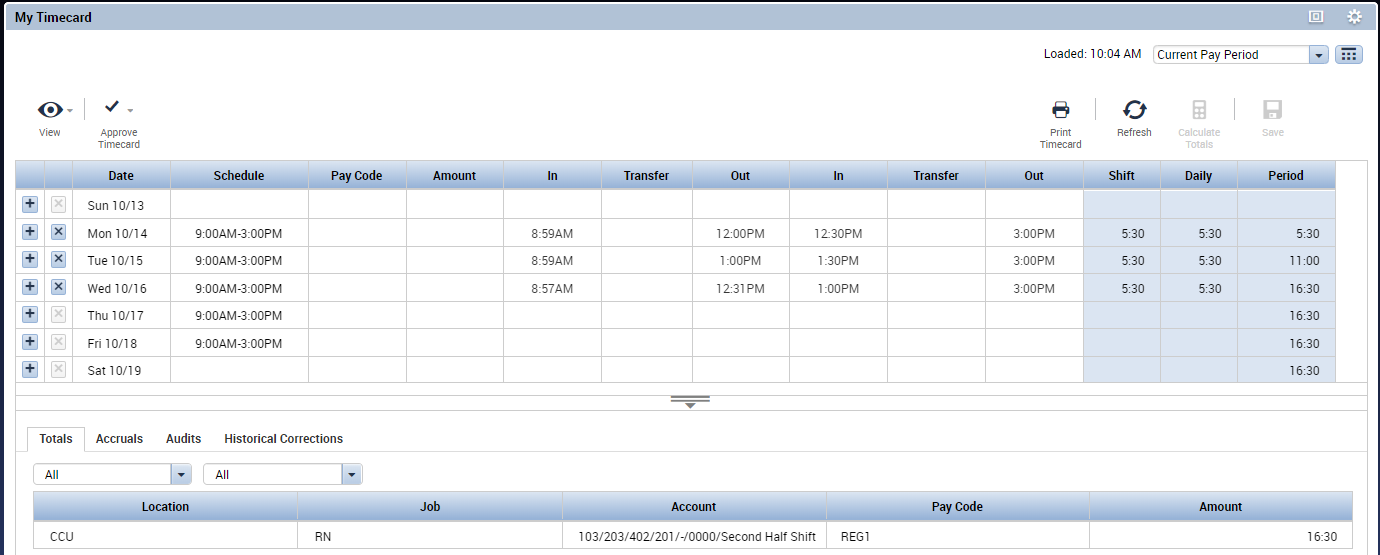 My Timecard
Loaded: 10:04 AM Current Pay Period
View Approve Timecard Print Timecard Refresh Calculate Totals Save
Date Schedule Pay Code Amount In Transfer Out In Transfer Out Shift Daily Period
Sun 10/13
Mon 10/14 9:00AM-3:00PM 8:59AM 12:00PM 12:30PM 3:00PM 5:30 5:30 5:30
Tue 10/15 9:00AM-3:00PM 8:59AM 1:00PM 1:30PM 3:00PM 5:30 5:30 11:00
Wed 10/16 9:00AM-3:00PM 8:57AM 12:31PM 1:00PM 3:00PM 5:30 5:30 16:30
Thu 10/17 9:00AM-3:00PM 16:30
Fri 10/18 9:00AM-3:00PM 16:30
Sat 10/19 16:30
Totals Accruals Audits Historical Corrections
All All
Location Job Account Pay Code Amount
CCU RN 103/203/402/201/-/0000/Second Half Shift REG1 16:30